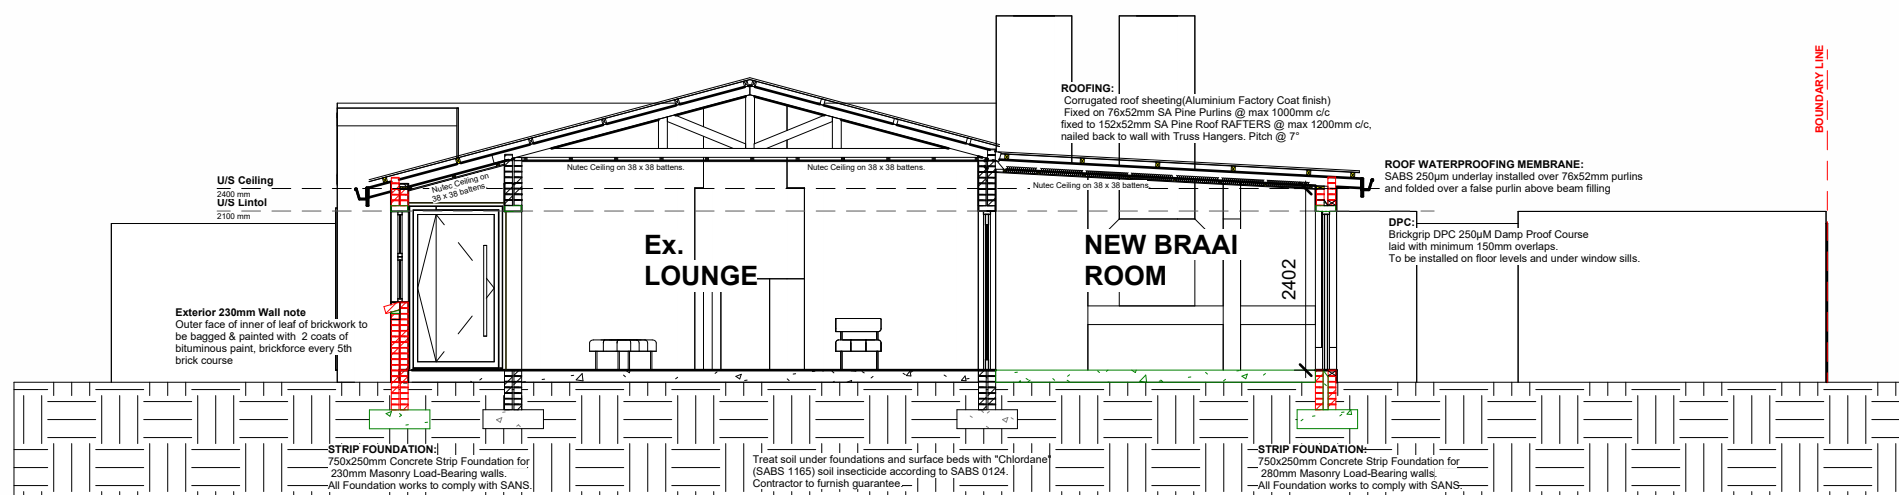 ROOFING:
Corrugated roof sheeting(Aluminium Factory Coat finish)
Fixed on 76x52mm SA Pine Purlins @ max 1000mm c/c
fixed to 152x52mm SA Pine Roof RAFTERS @ max 1200mm c/c,
nailed back to wall with Truss Hangers. Pitch @ 7°
BOUNDARY LINE
ROOF WATERPROOFING MEMBRANE:
SABS 250µm underlay installed over 76x52mm purlins
and folded over a false purlin above beam filling
U/S Ceiling
2400 mm
U/S Lintol
2100 mm
Nutec Ceiling on
38 x 38 battens.
Nutec Ceiling on 38 x 38 battens.
Nutec Ceiling on 38 x 38 battens.
Nutec Ceiling on 38 x 38 battens.
DPC:
Brickgrip DPC 250µM Damp Proof Course
laid with minimum 150mm overlaps.
To be installed on floor levels and under window sills.
Ex.
LOUNGE
NEW BRAAI
ROOM
2402
Exterior 230mm Wall note
Outer face of inner of leaf of brickwork to
be bagged & painted with 2 coats of
bituminous paint, brickforce every 5th
brick course
STRIP FOUNDATION:
750x250mm Concrete Strip Foundation for
230mm Masonry Load-Bearing walls.
All Foundation works to comply with SANS.
Treat soil under foundations and surface beds with "Chlordane"
(SABS 1165) soil insecticide according to SABS 0124.
Contractor to furnish guarantee.
STRIP FOUNDATION:
750x250mm Concrete Strip Foundation for
280mm Masonry Load-Bearing walls.
All Foundation works to comply with SANS.